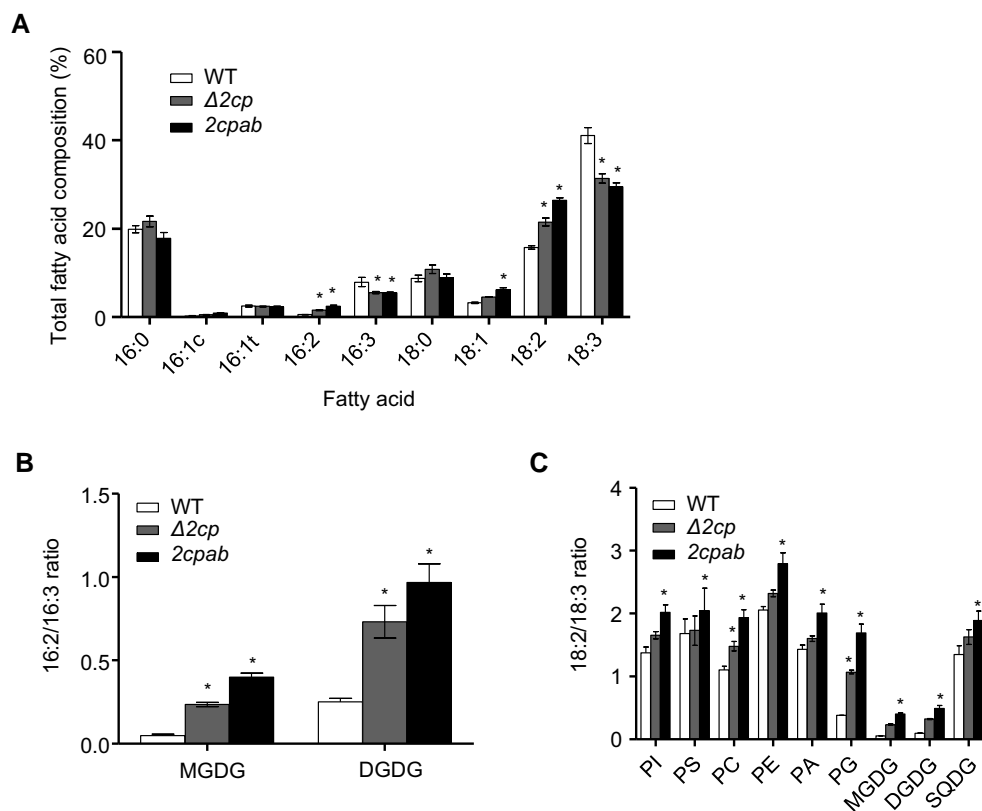 A
Total fatty acid composition (%)
60
40
20
0
WT
Δ2cp
2cpab
* * * * * * * * *
16:0 16:1c 16:1t 16:2 16:3 18:0 18:1 18:2 18:3
Fatty acid
B
16:2/16:3 ratio
1.5
1.0
0.5
0.0
WT
Δ2cp
2cpab
* * * *
MGDG DGDG
C
18:2/18:3 ratio
4
3
2
1
0
WT
Δ2cp
2cpab
* * * * * * * * * * *
PI PS PC PE PA PG MGDG DGDG SQDG